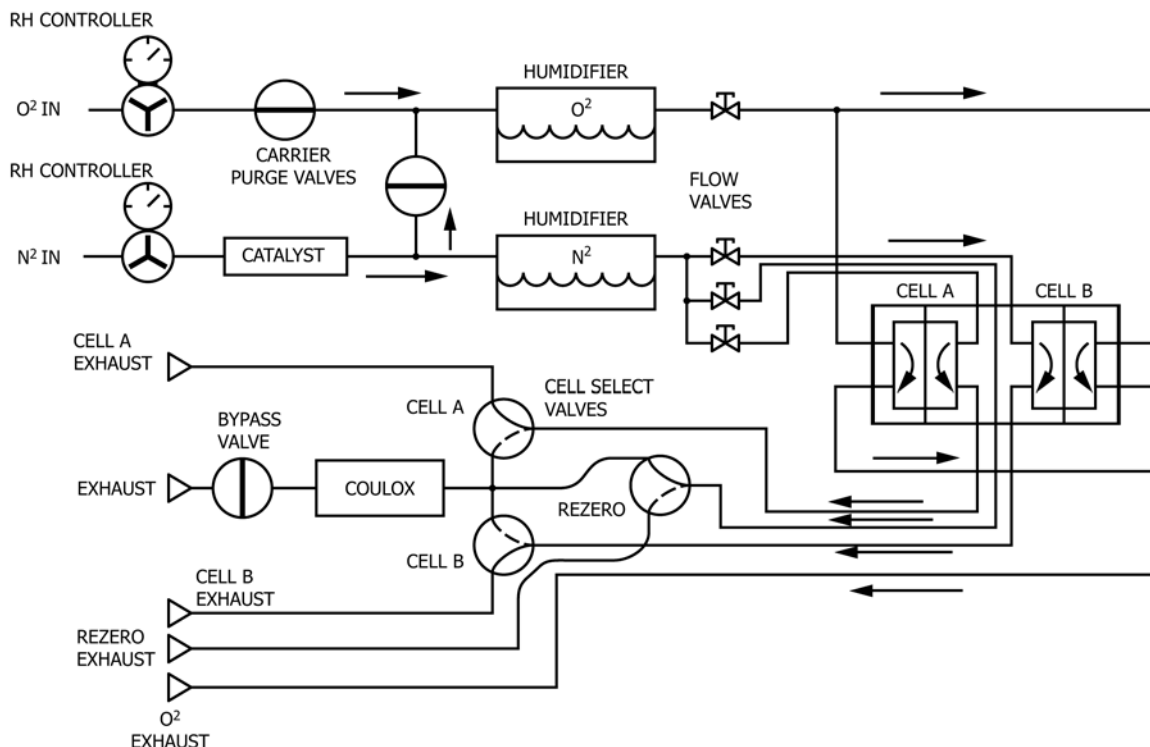 RH CONTROLLER
O² IN
CARRIER
PURGE VALVES
HUMIDIFIER
O²
RH CONTROLLER
N² IN
CATALYST
HUMIDIFIER
N²
FLOW
VALVES
CELL A
CELL B
CELL A
EXHAUST
CELL A
CELL SELECT
VALVES
BYPASS
VALVE
EXHAUST
COULOX
REZERO
CELL B
CELL B
EXHAUST
REZERO
EXHAUST
O²
EXHAUST